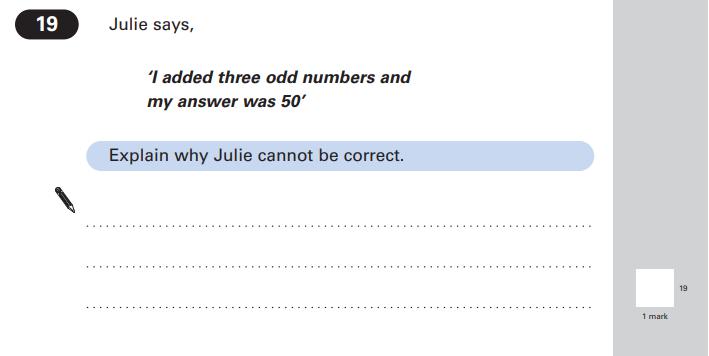 19
Julie says,
‘I added three odd numbers and
my answer was 50’
Explain why Julie cannot be correct.
19
1 mark